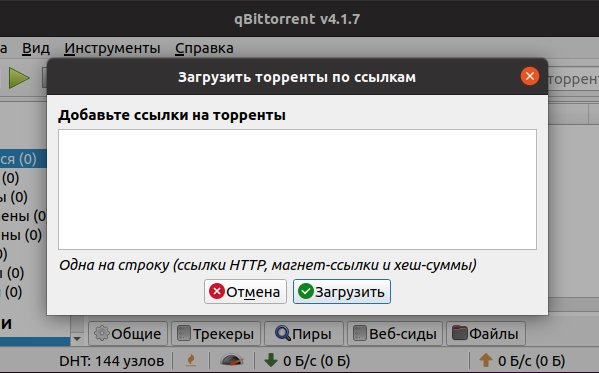 qBittorrent v4.1.7
а Вид Инструменты Справка
Загрузить торренты по ссылкам
Добавьте ссылки на торренты
ся (0)
(0)
ы (0)
ены (0)
ны (0)
(0)
(0)
(0)
Одна на строку (ссылки HTTP, магнет-ссылки и хеш-суммы)
Отмена Загрузить
и
Общие Трекеры Пиры Веб-сиды Файлы
DHT: 144 узлов 0 Б/с (0 Б) 0 Б/с (0 Б)